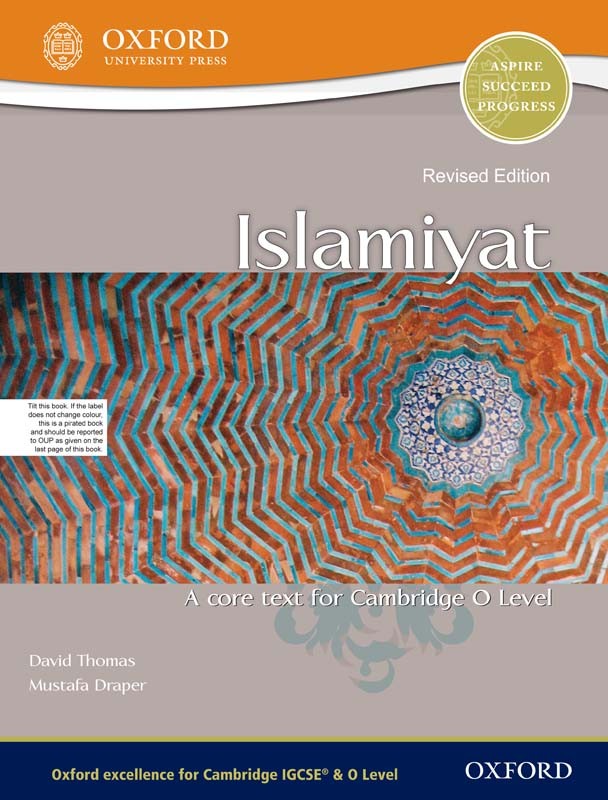 OXFORD
UNIVERSITY PRESS
ASPIRE
SUCCEED
PROGRESS
Revised Edition
Islamiyat
Tilt this book. If the label
does not change colour,
this is a pirated book
and should be reported
to OUP as given on the
last page of this book.
A core text for Cambridge O Level
David Thomas
Mustafa Draper
Oxford excellence for Cambridge IGCSE® & O Level
OXFORD